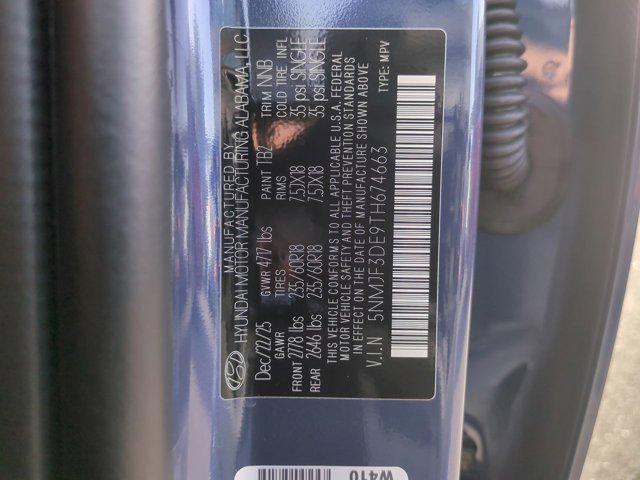 MANUFACTURED BY
HYUNDAI MOTOR MANUFACTURING ALABAMA, LLC
Dec/22/25 GVWR 4717 lbs PAINT TB2 TRIM NNB
GAWR TIRES RIMS COLD TIRE INFL
FRONT 2778 lbs 235/60R18 7.5JX18 35 psi SINGLE
REAR 2646 lbs 235/60R18 7.5JX18 35 psi SINGLE
THIS VEHICLE CONFORMS TO ALL APPLICABLE U.S.A. FEDERAL
MOTOR VEHICLE SAFETY AND THEFT PREVENTION STANDARDS
IN EFFECT ON THE DATE OF MANUFACTURE SHOWN ABOVE
V.I.N 5NMJF3DE9TH674663 TYPE: MPV
W410